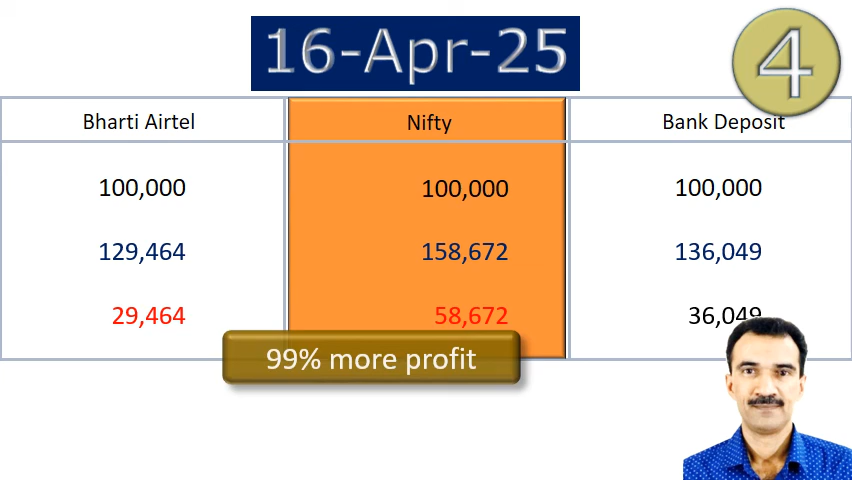 16-Apr-25
4
Bharti Airtel Nifty Bank Deposit
100,000 100,000 100,000
129,464 158,672 136,049
29,464 58,672 36,049
99% more profit